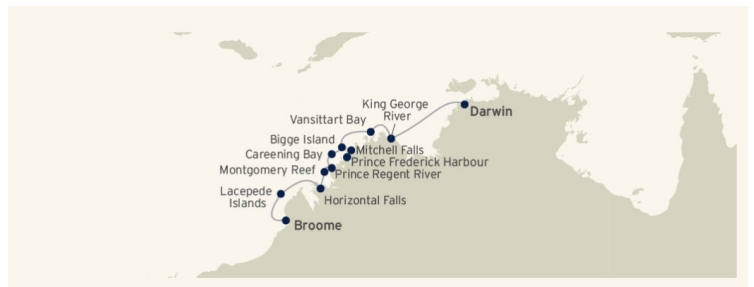 King George
River
Darwin
Vansittart Bay
Bigge Island
Mitchell Falls
Careening Bay
Prince Frederick Harbour
Montgomery Reef
Prince Regent River
Lacepede
Islands
Horizontal Falls
Broome